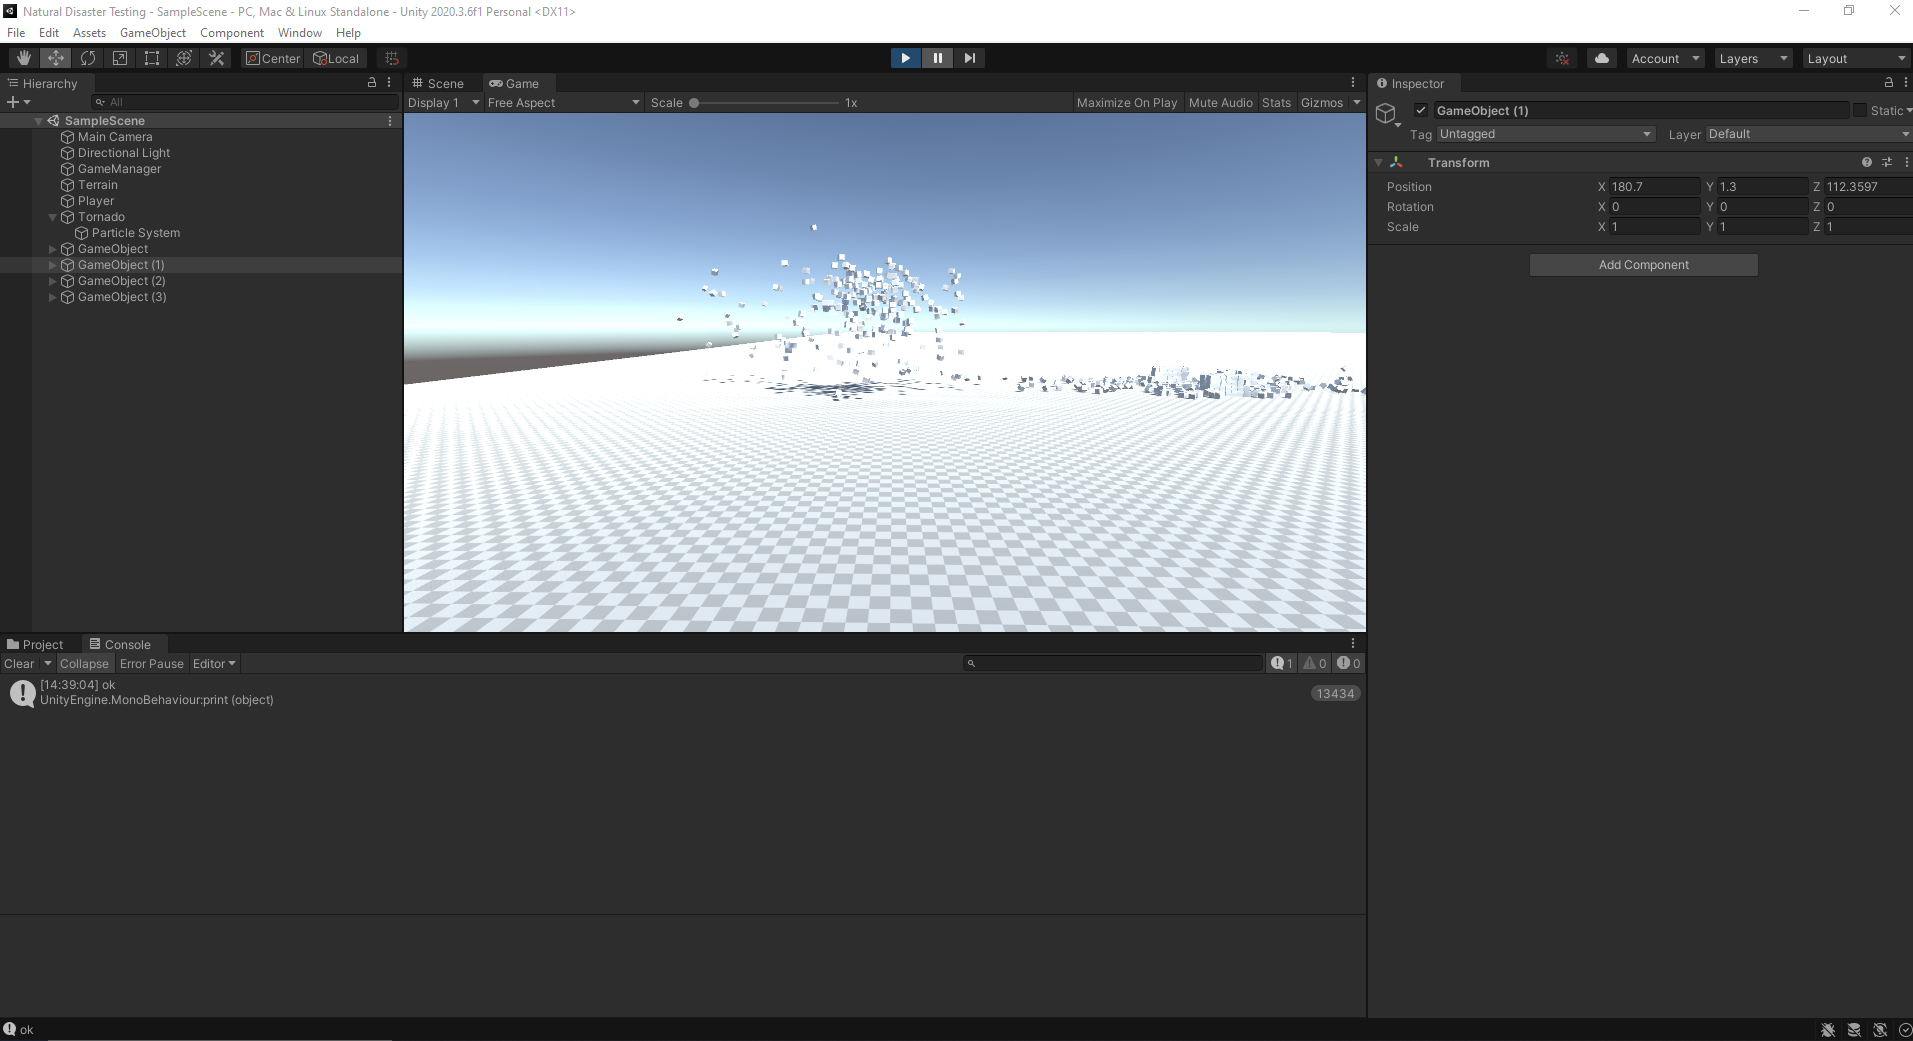 Natural Disaster Testing - SampleScene - PC, Mac & Linux Standalone - Unity 2020.3.6f1 Personal <DX11>
File Edit Assets GameObject Component Window Help
Center Local Account Layers Layout
Hierarchy
All
SampleScene
Main Camera
Directional Light
GameManager
Terrain
Player
Tornado
Particle System
GameObject
GameObject (1)
GameObject (2)
GameObject (3)
Scene Game
Display 1 Free Aspect Scale 1x Maximize On Play Mute Audio Stats Gizmos
Inspector
GameObject (1) Static
Tag Untagged Layer Default
Transform
Position X 180.7 Y 1.3 Z 112.3597
Rotation X 0 Y 0 Z 0
Scale X 1 Y 1 Z 1
Add Component
Project Console
Clear Collapse Error Pause Editor 1 0 0
[14:39:04] ok
UnityEngine.MonoBehaviour:print (object)
13434
ok